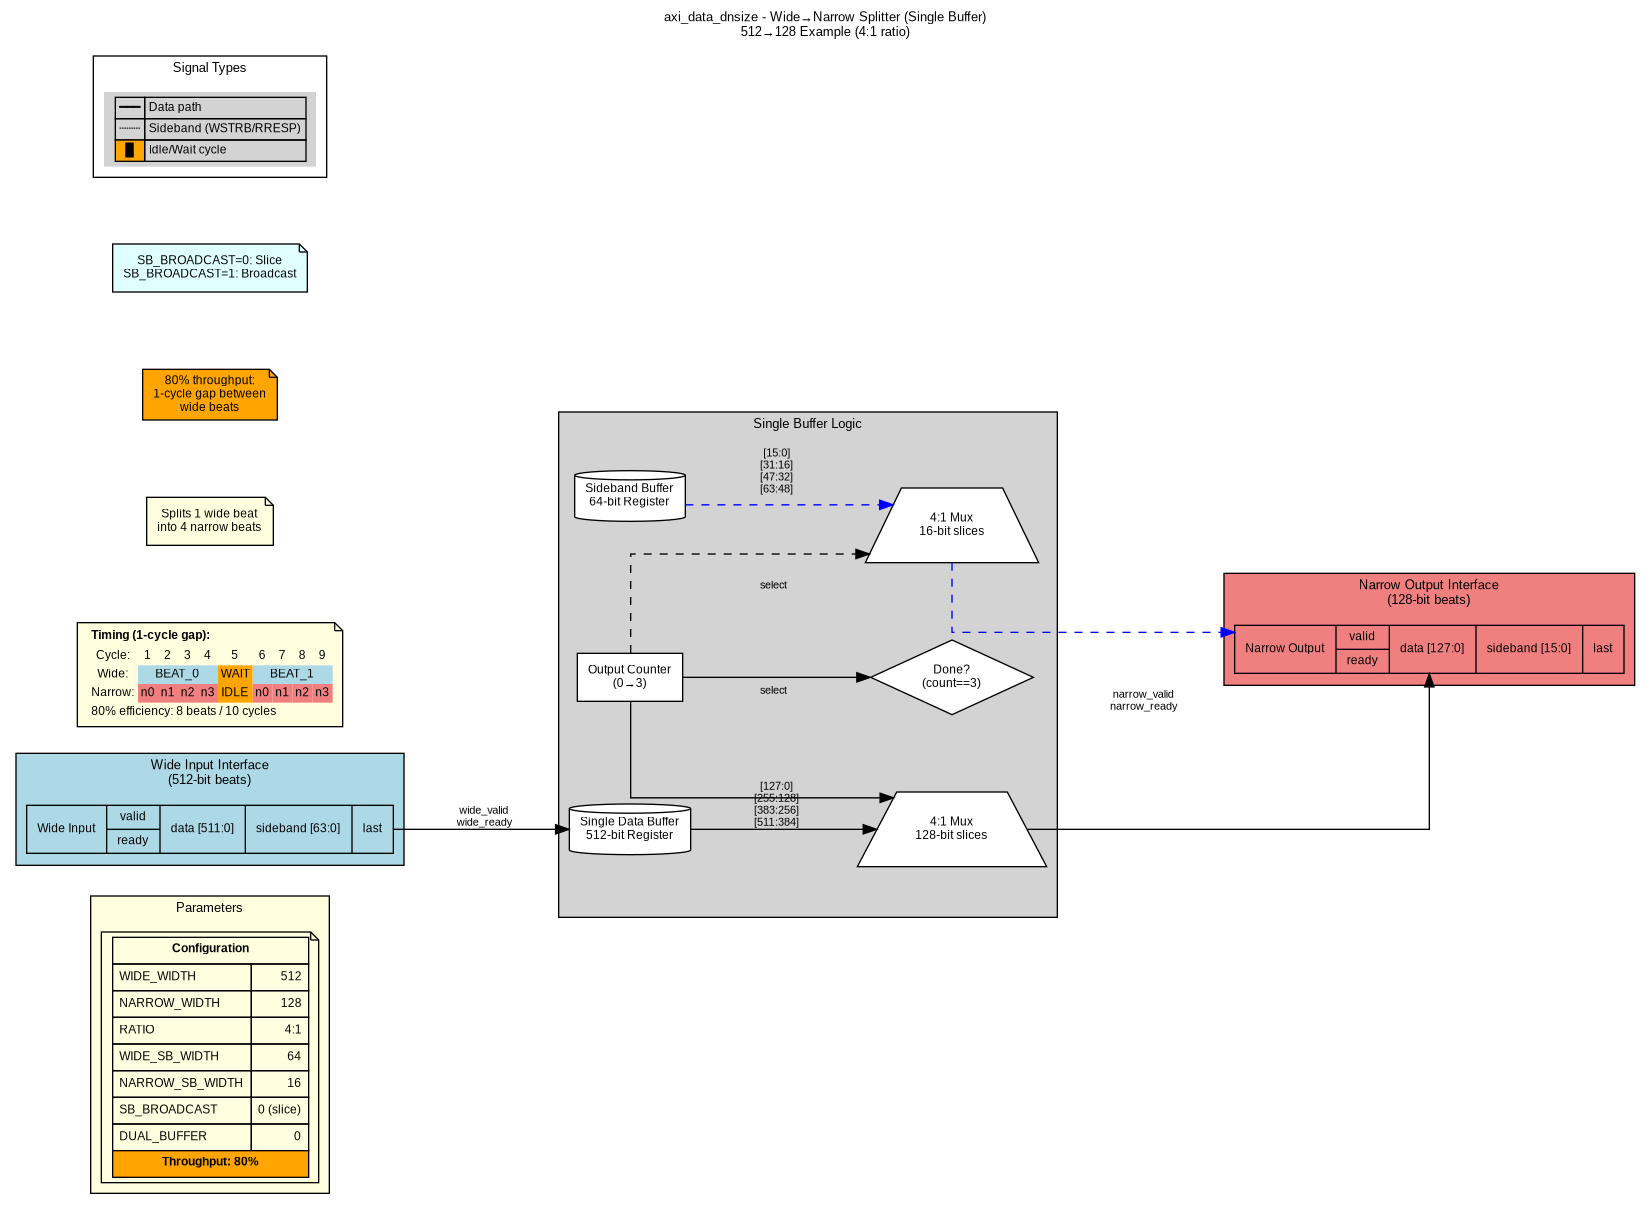 axi_data_dnsize - Wide→Narrow Splitter (Single Buffer)
512→128 Example (4:1 ratio)
Signal Types
Data path
Sideband (WSTRB/RRESP)
Idle/Wait cycle
SB_BROADCAST=0: Slice
SB_BROADCAST=1: Broadcast
80% throughput:
1-cycle gap between
wide beats
Splits 1 wide beat
into 4 narrow beats
Timing (1-cycle gap):
Cycle: 1 2 3 4 5 6 7 8 9
Wide: BEAT_0 WAIT BEAT_1
Narrow: n0 n1 n2 n3 IDLE n0 n1 n2 n3
80% efficiency: 8 beats / 10 cycles
Wide Input Interface
(512-bit beats)
Wide Input
valid
ready
data [511:0]
sideband [63:0]
last
wide_valid
wide_ready
Parameters
Configuration
WIDE_WIDTH 512
NARROW_WIDTH 128
RATIO 4:1
WIDE_SB_WIDTH 64
NARROW_SB_WIDTH 16
SB_BROADCAST 0 (slice)
DUAL_BUFFER 0
Throughput: 80%
Single Buffer Logic
Sideband Buffer
64-bit Register
[15:0]
[31:16]
[47:32]
[63:48]
4:1 Mux
16-bit slices
select
Output Counter
(0→3)
select
Done?
(count==3)
Single Data Buffer
512-bit Register
[127:0]
[255:128]
[383:256]
[511:384]
4:1 Mux
128-bit slices
narrow_valid
narrow_ready
Narrow Output Interface
(128-bit beats)
Narrow Output
valid
ready
data [127:0]
sideband [15:0]
last